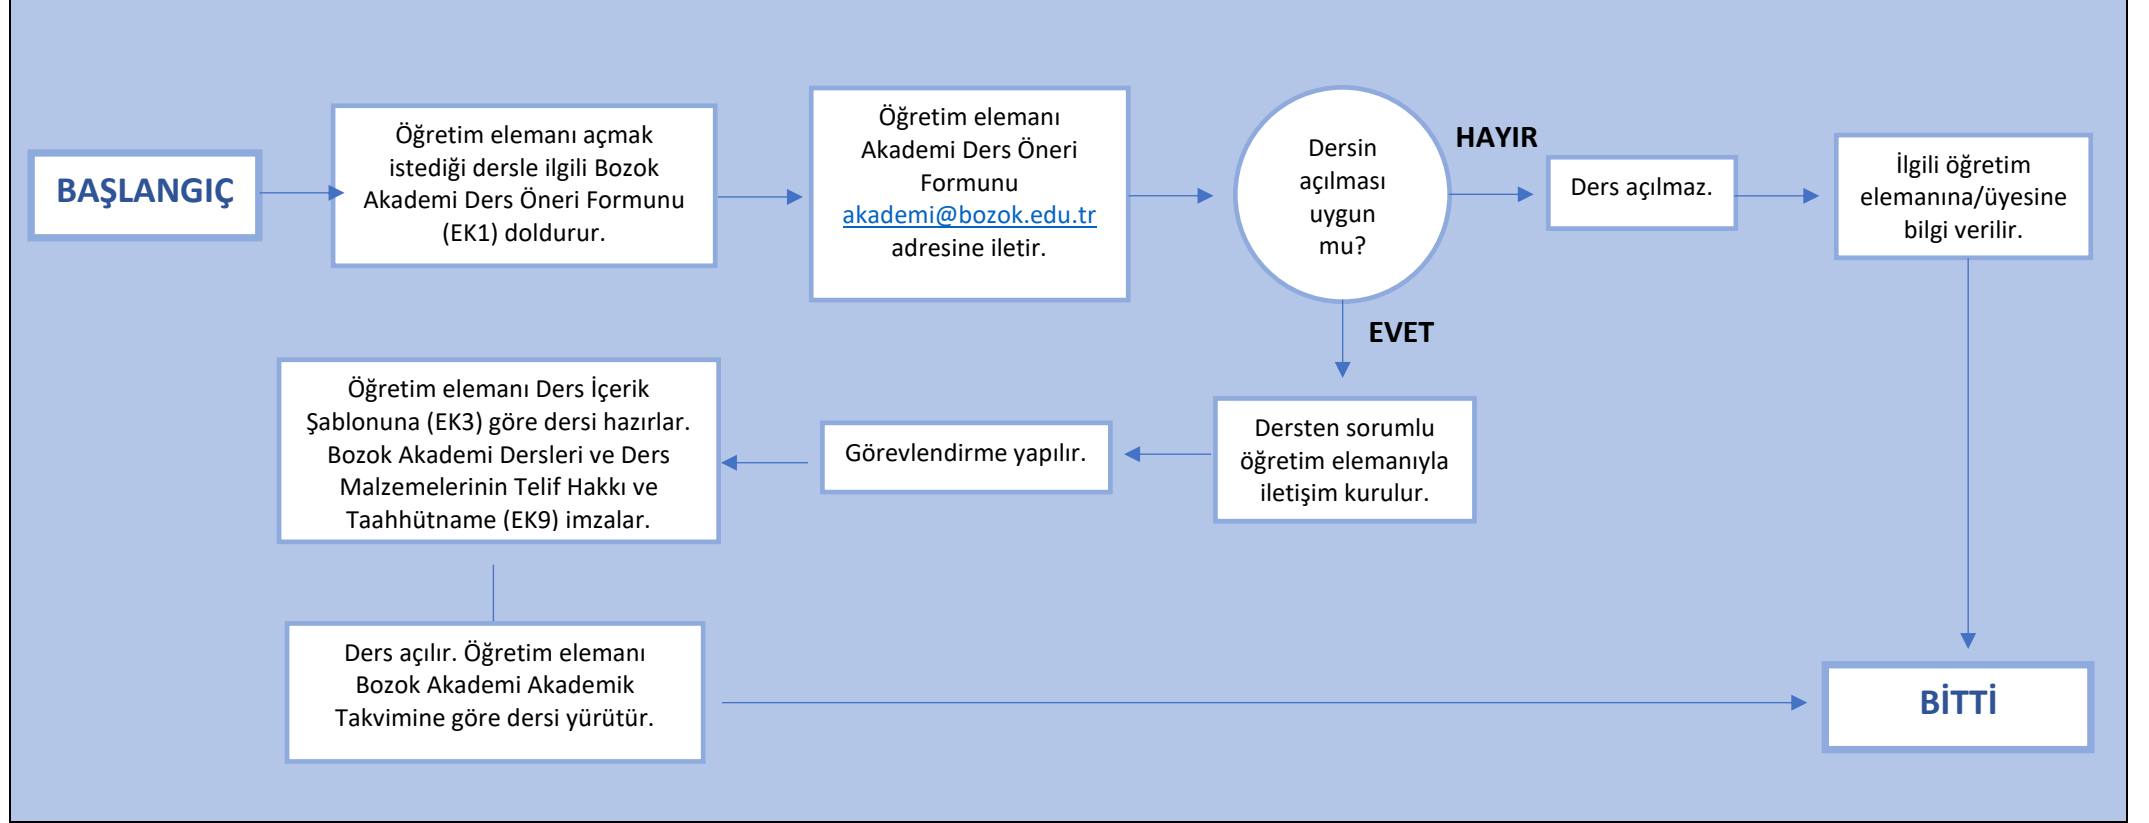 BAŞLANGIÇ
Öğretim elemanı açmak
istediği dersle ilgili Bozok
Akademi Ders Öneri Formunu
(EK1) doldurur.
Öğretim elemanı
Akademi Ders Öneri
Formunu
akademi@bozok.edu.tr
adresine iletir.
Dersin
açılması
uygun
mu?
HAYIR
Ders açılmaz.
İlgili öğretim
elemanına/üyesine
bilgi verilir.
EVET
Dersten sorumlu
öğretim elemanıyla
iletişim kurulur.
Görevlendirme yapılır.
Öğretim elemanı Ders İçerik
Şablonuna (EK3) göre dersi hazırlar.
Bozok Akademi Dersleri ve Ders
Malzemelerinin Telif Hakkı ve
Taahhütname (EK9) imzalar.
Ders açılır. Öğretim elemanı
Bozok Akademi Akademik
Takvimine göre dersi yürütür.
BİTTİ